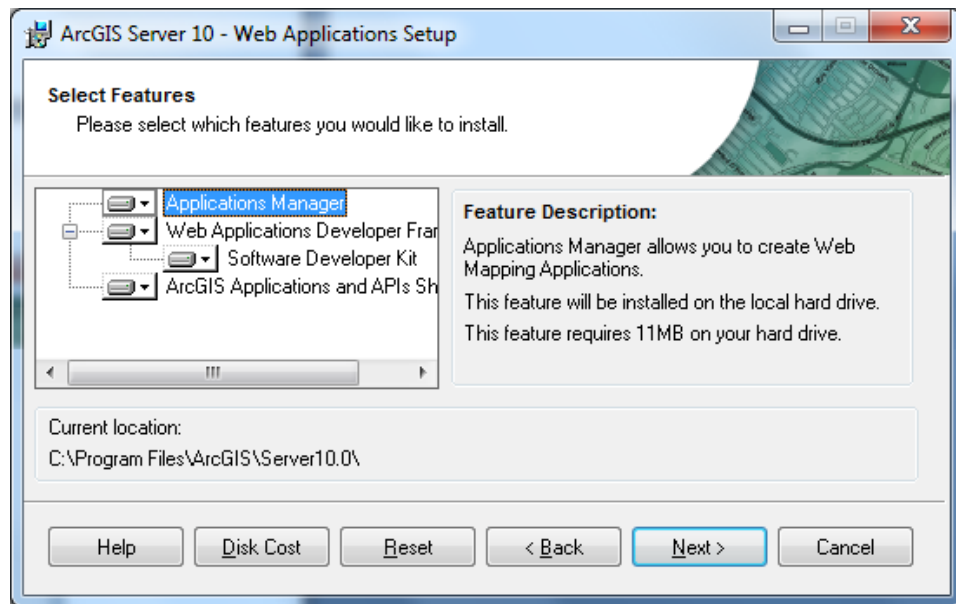 ArcGIS Server 10 - Web Applications Setup
Select Features
Please select which features you would like to install.
Applications Manager
Web Applications Developer Frar
Software Developer Kit
ArcGIS Applications and APIs Sh
Feature Description:
Applications Manager allows you to create Web
Mapping Applications.
This feature will be installed on the local hard drive.
This feature requires 11MB on your hard drive.
Current location:
C:\Program Files\ArcGIS\Server10.0\
Help Disk Cost Reset < Back Next > Cancel